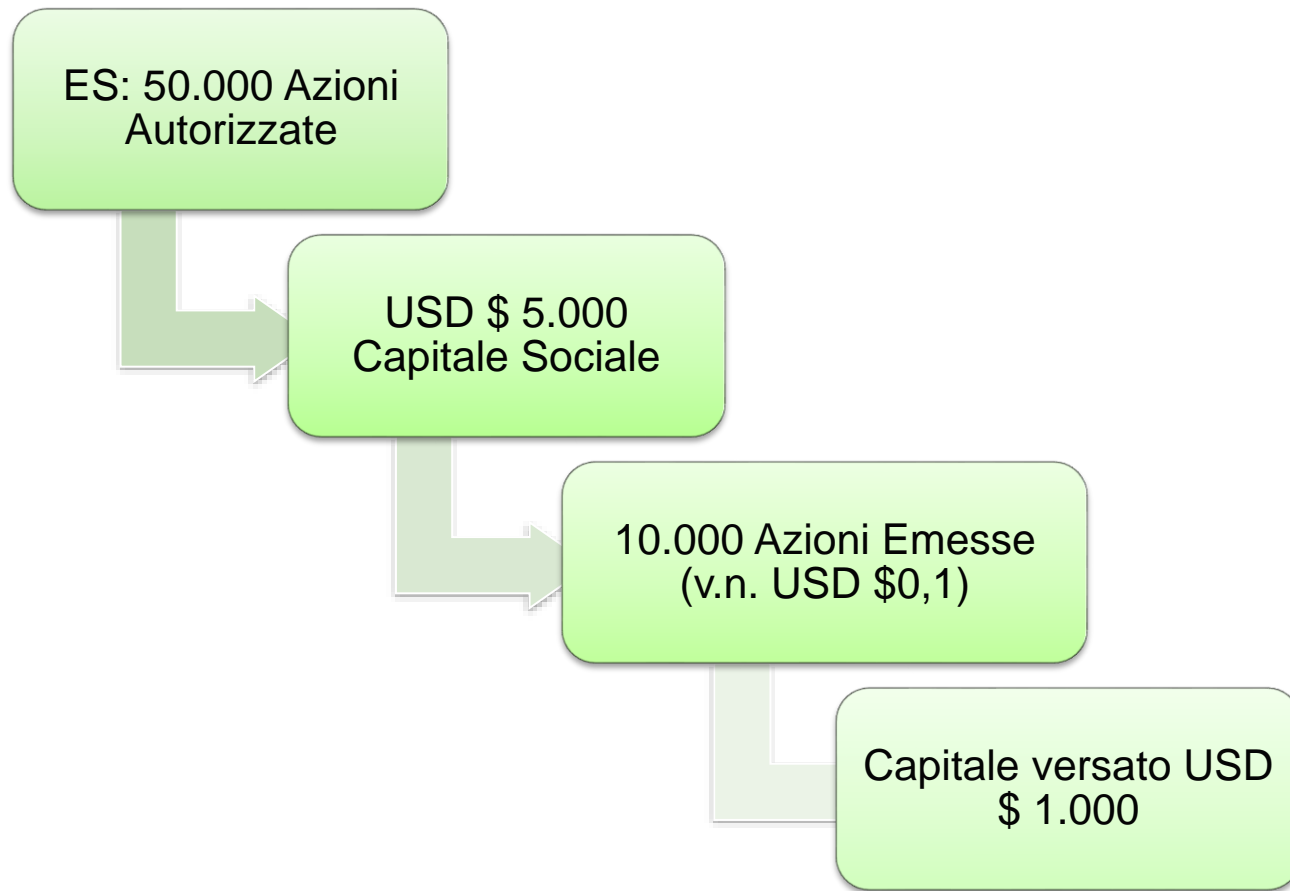 ES: 50.000 Azioni
Autorizzate
USD $ 5.000
Capitale Sociale
10.000 Azioni Emesse
(v.n. USD $0,1)
Capitale versato USD
$ 1.000